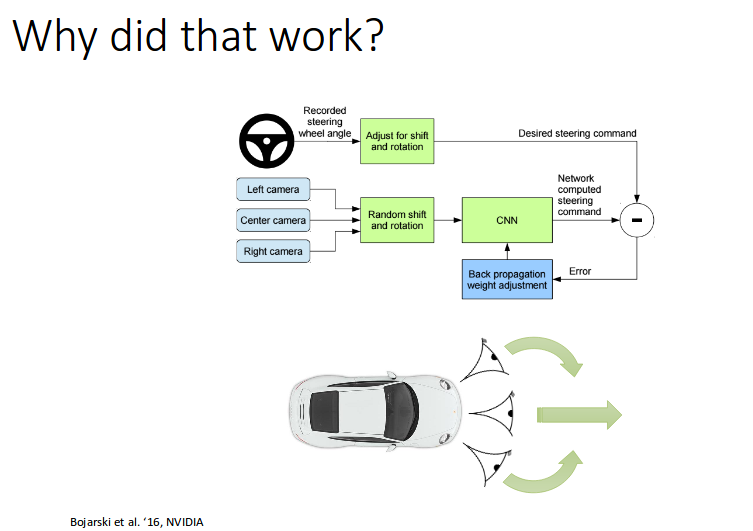 Why did that work?
Recorded
steering
wheel angle
Adjust for shift
and rotation
Desired steering command
Left camera
Center camera
Right camera
Random shift
and rotation
CNN
Network
computed
steering
command
-
Back propagation
weight adjustment
Error
Bojarski et al. ‘16, NVIDIA